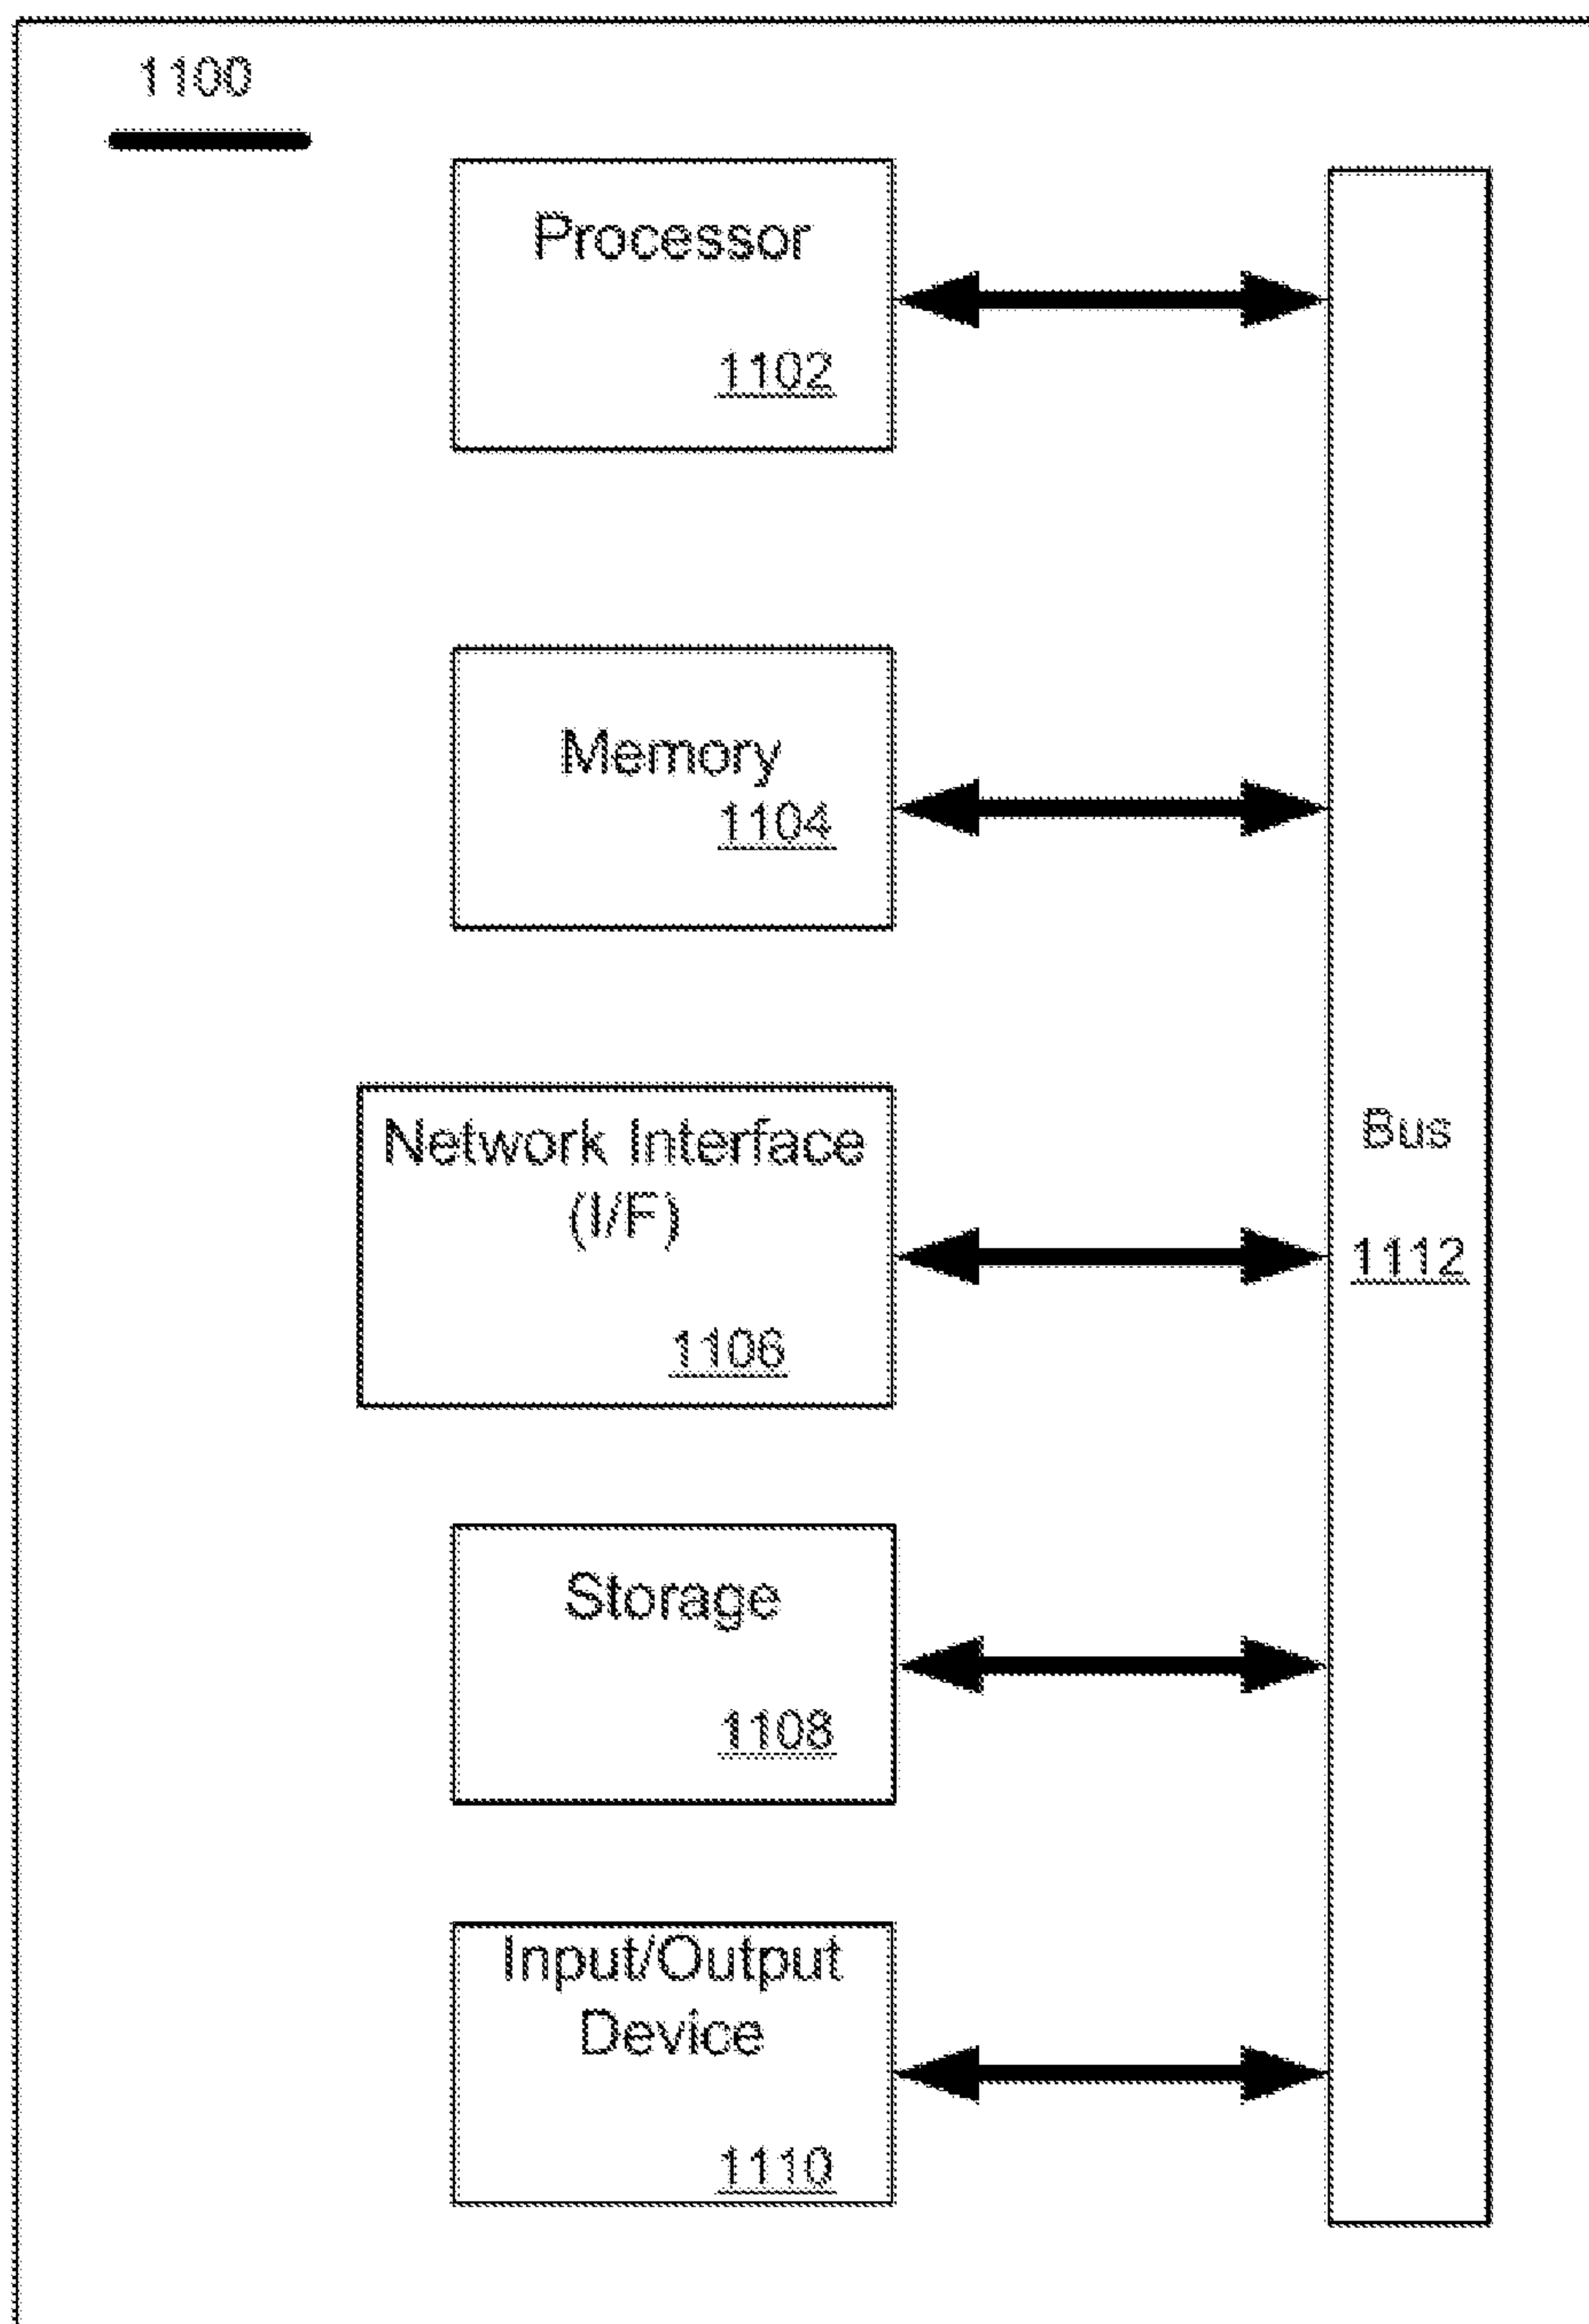 1100
Processor
1102
Memory
1104
Network Interface
(I/F)
1106
Bus
1112
Storage
1108
Input/Output
Device
1110